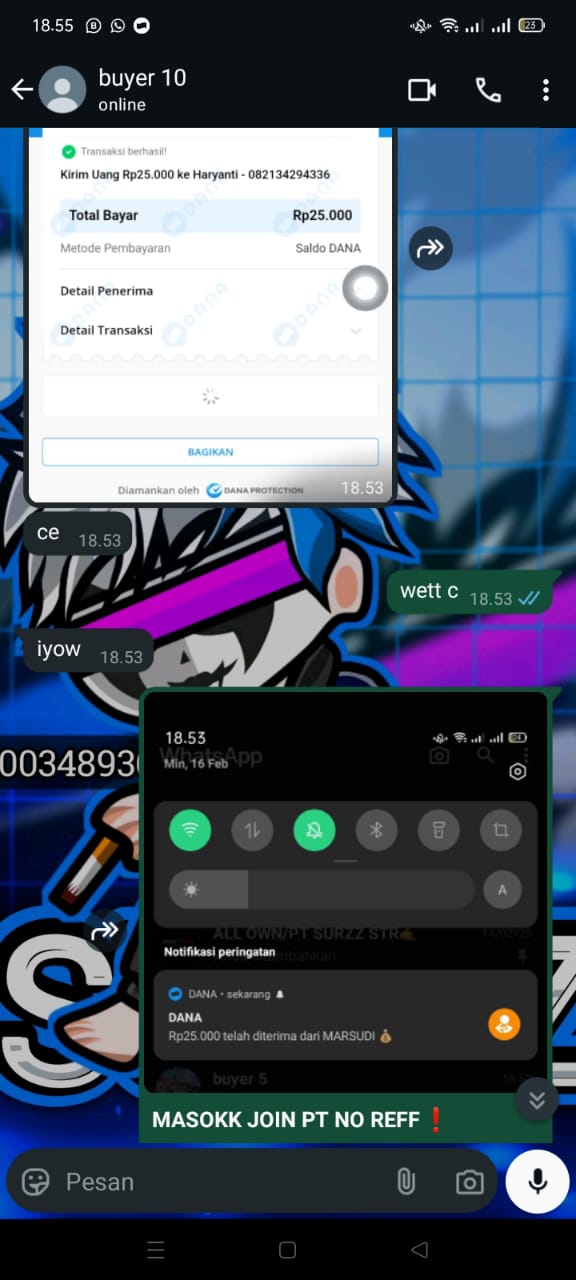 18.55
23
buyer 10
online
Transaksi berhasil!
Kirim Uang Rp25.000 ke Haryanti - 082134294336
Total Bayar Rp25.000
Metode Pembayaran Saldo DANA
Detail Penerima
Detail Transaksi
BAGIKAN
Diamankan oleh DANA PROTECTION
18.53
ce 18.53
wett c 18.53
iyow 18.53
0034893
18.53
24
WhatsApp
Min, 16 Feb
A
ALL OWN/PT SURZZ STR
Notifikasi peringatan
DANA • sekarang
DANA
Rp25.000 telah diterima dari MARSUDI 💰
buyer 5
MASOKK JOIN PT NO REFF❗
Pesan